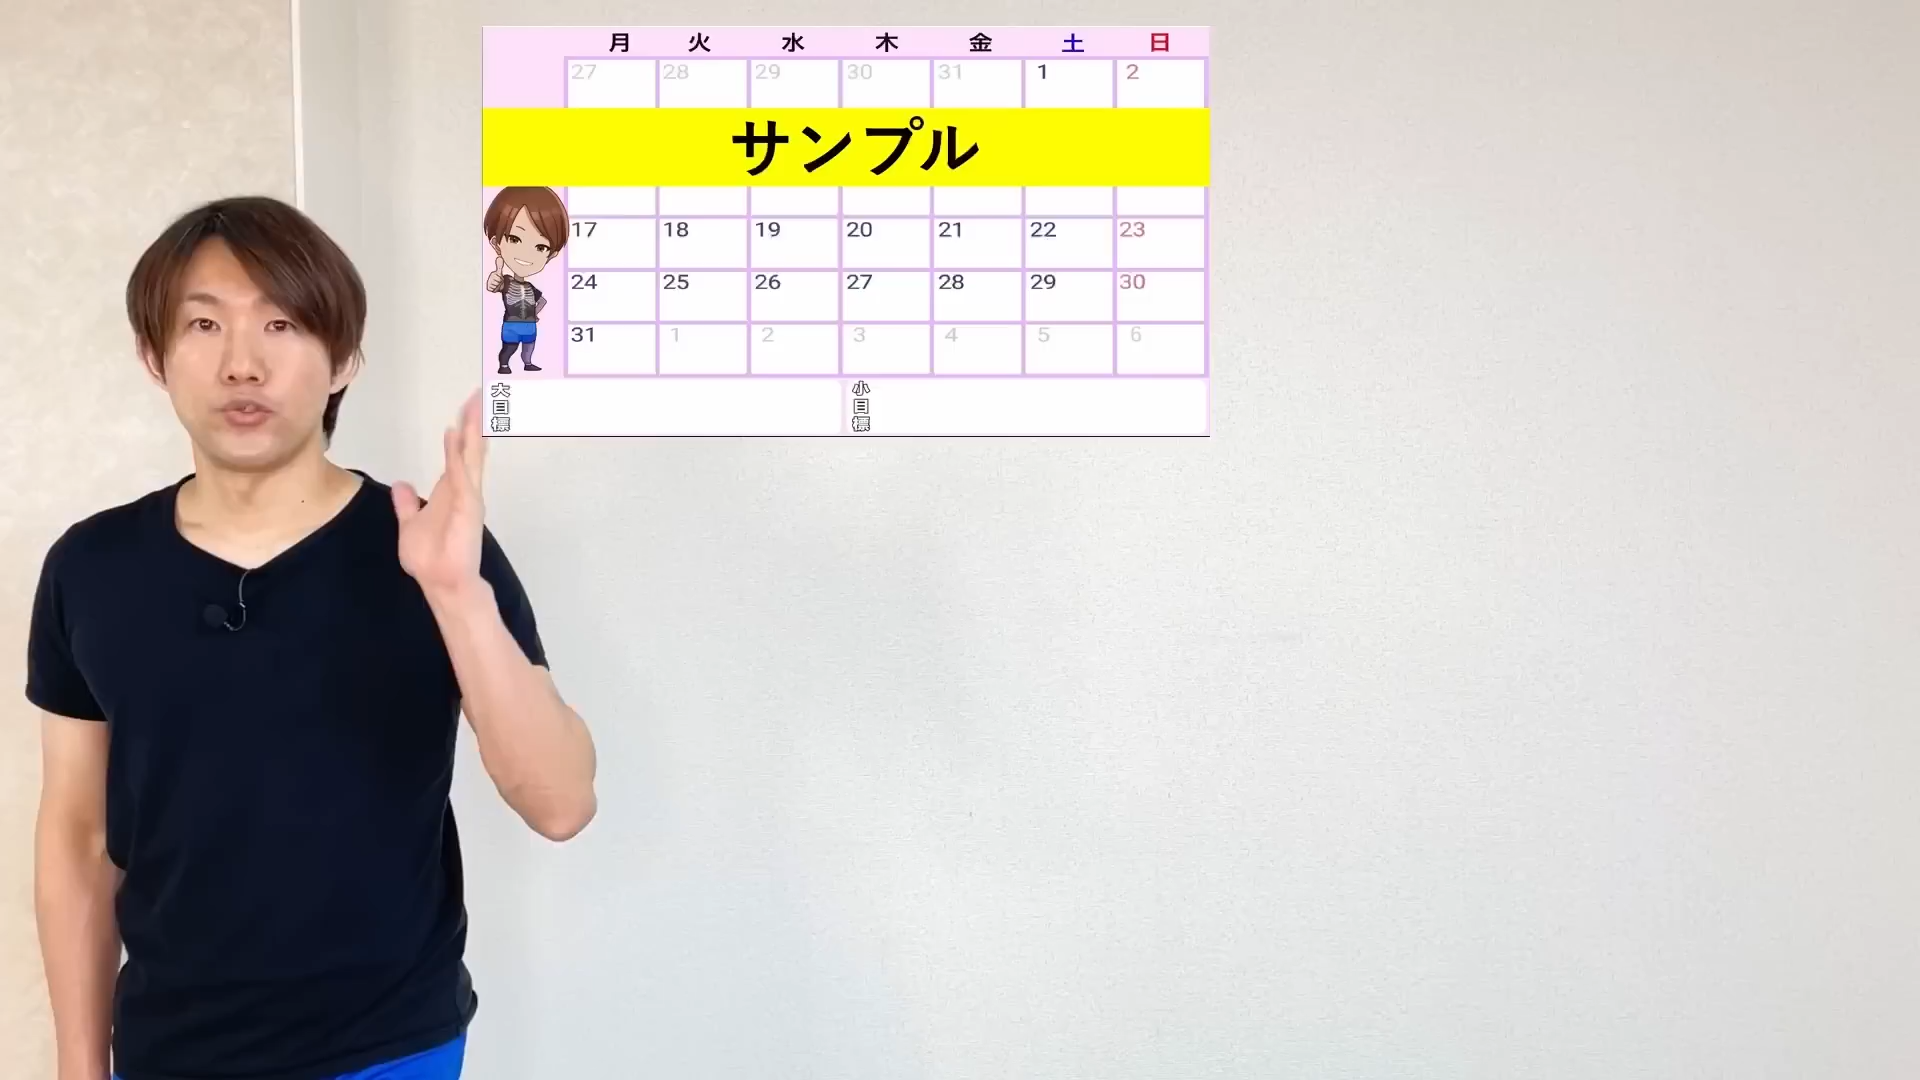 月 火 水 木 金 土 日
27 28 29 30 31 1 2
サンプル
17 18 19 20 21 22 23
24 25 26 27 28 29 30
31 1 2 3 4 5 6
大目標
小目標